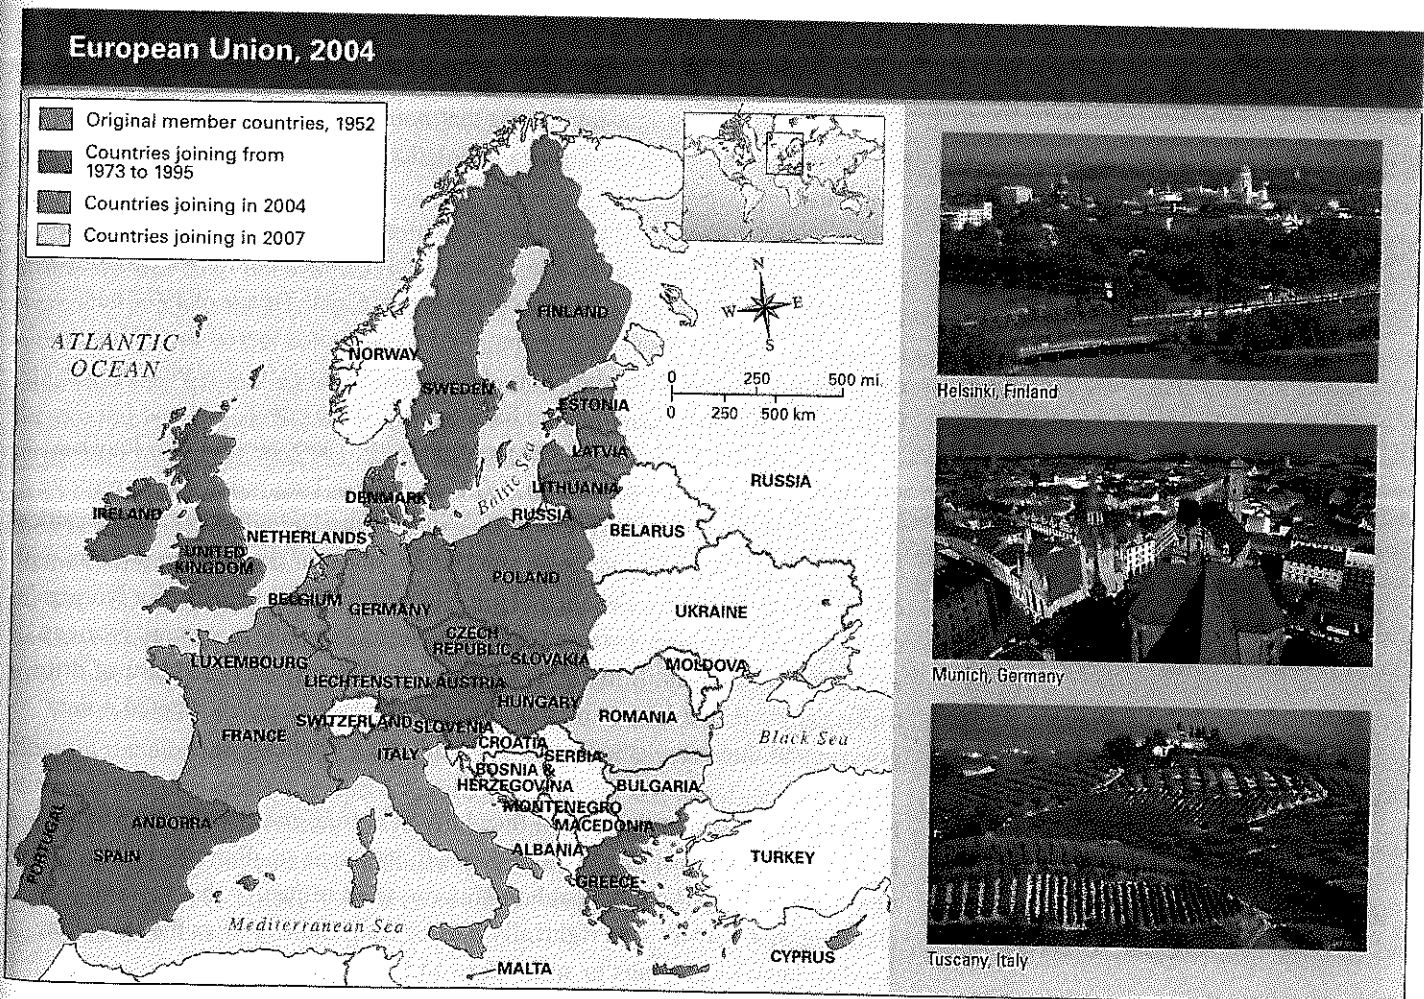 European Union, 2004
Original member countries, 1952
Countries joining from
1973 to 1995
Countries joining in 2004
Countries joining in 2007
ATLANTIC
OCEAN
N
W E
S
0 250 500 mi.
0 250 500 km
FINLAND
NORWAY
SWEDEN
ESTONIA
LATVIA
Baltic Sea
LITHUANIA
RUSSIA
DENMARK
RUSSIA
IRELAND
UNITED
KINGDOM
NETHERLANDS
BELARUS
BELGIUM
GERMANY
POLAND
UKRAINE
CZECH
REPUBLIC
SLOVAKIA
LUXEMBOURG
LIECHTENSTEIN
AUSTRIA
MOLDOVA
HUNGARY
SWITZERLAND
SLOVENIA
ROMANIA
FRANCE
CROATIA
ITALY
SERBIA
Black Sea
BOSNIA &
HERZEGOVINA
BULGARIA
MONTENEGRO
MACEDONIA
ANDORRA
PORTUGAL
SPAIN
ALBANIA
TURKEY
GREECE
Mediterranean Sea
MALTA
CYPRUS
Helsinki, Finland
Munich, Germany
Tuscany, Italy